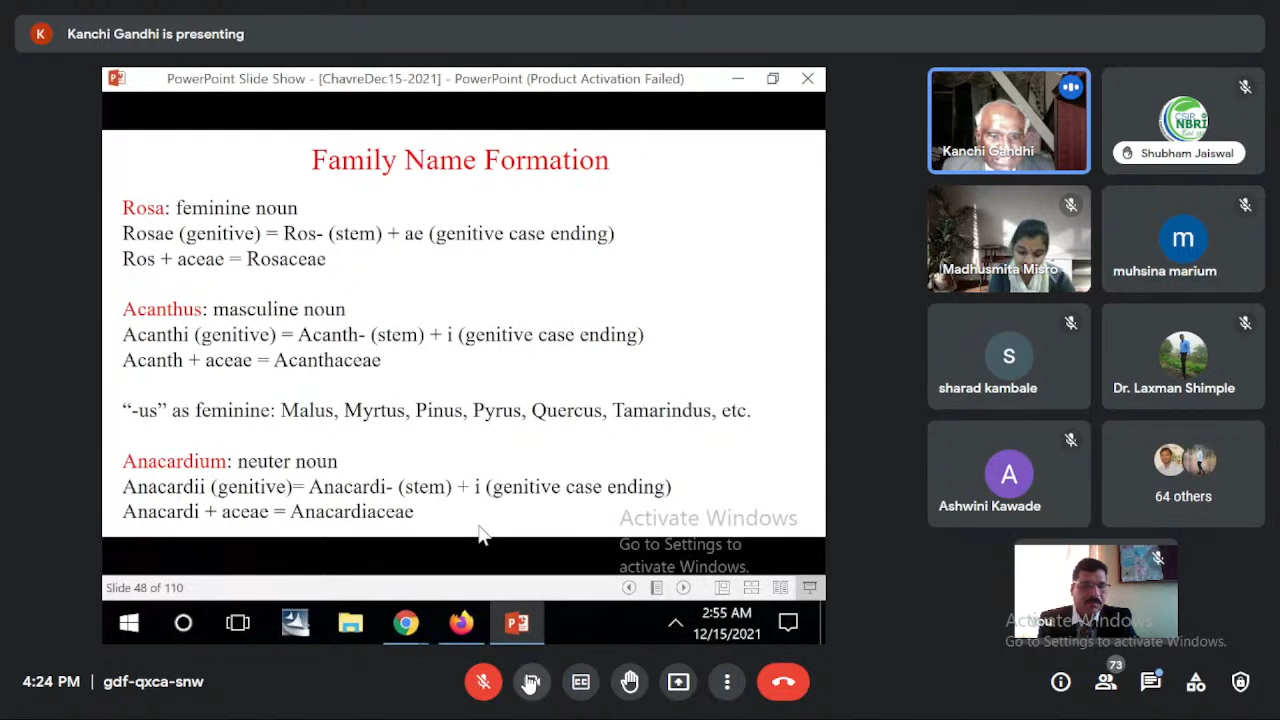 K
Kanchi Gandhi is presenting
PowerPoint Slide Show - [ChavreDec15-2021] - PowerPoint (Product Activation Failed)
Family Name Formation
Rosa: feminine noun
Rosae (genitive) = Ros- (stem) + ae (genitive case ending)
Ros + aceae = Rosaceae
Acanthus: masculine noun
Acanthi (genitive) = Acanth- (stem) + i (genitive case ending)
Acanth + aceae = Acanthaceae
“-us” as feminine: Malus, Myrtus, Pinus, Pyrus, Quercus, Tamarindus, etc.
Anacardium: neuter noun
Anacardii (genitive)= Anacardi- (stem) + i (genitive case ending)
Anacardi + aceae = Anacardiaceae
Activate Windows
Go to Settings to
activate Windows.
Slide 48 of 110
2:55 AM
12/15/2021
Kanchi Gandhi
CSIR
NBRI
Shubham Jaiswal
Madhusmita Misro
m
muhsina marium
s
sharad kambale
Dr. Laxman Shimple
A
Ashwini Kawade
64 others
You
Activate Windows
Go to Settings to activate Windows.
4:24 PM | gdf-qxca-snw
CC
73